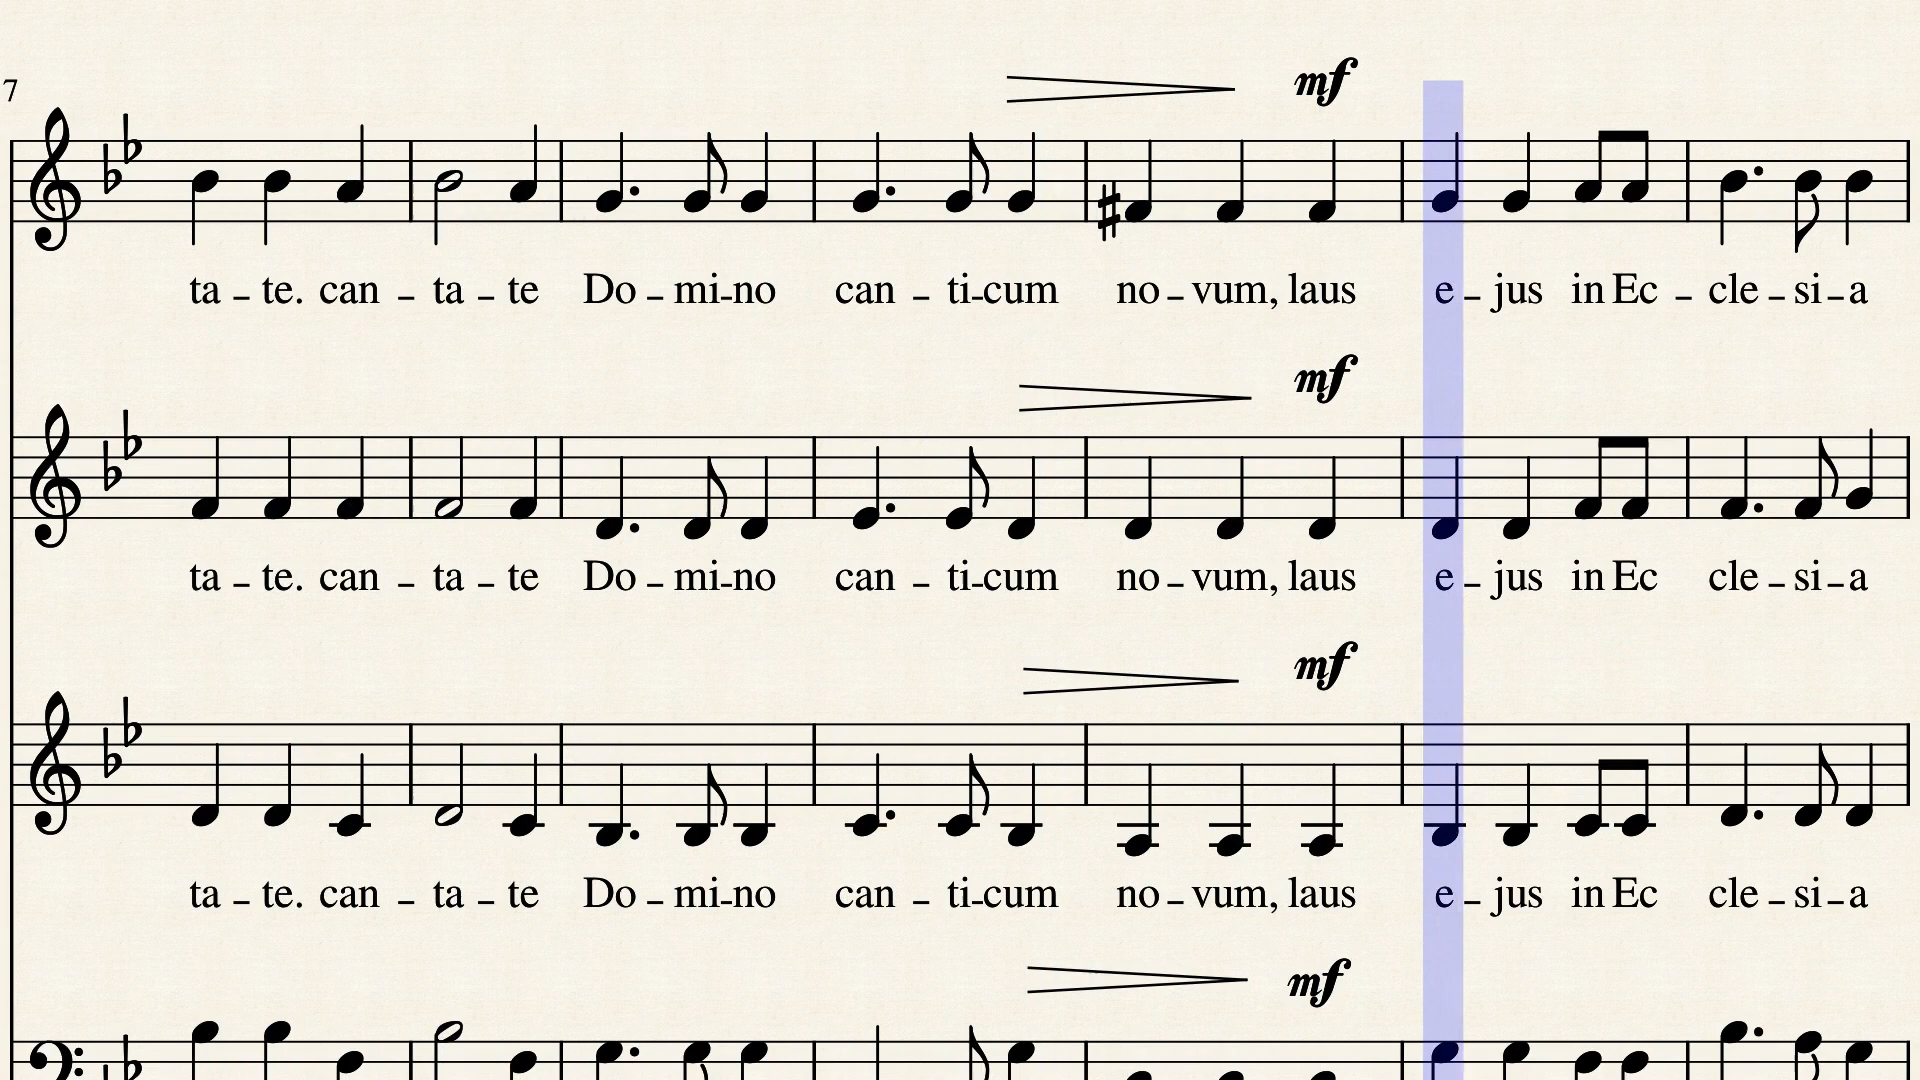 mf
7
ta - te. can - ta - te Do - mi-no can - ti-cum no - vum, laus e - jus in Ec - cle - si - a
mf
ta - te. can - ta - te Do - mi-no can - ti-cum no - vum, laus e - jus in Ec cle - si - a
mf
ta - te. can - ta - te Do - mi-no can - ti-cum no - vum, laus e - jus in Ec cle - si - a
mf